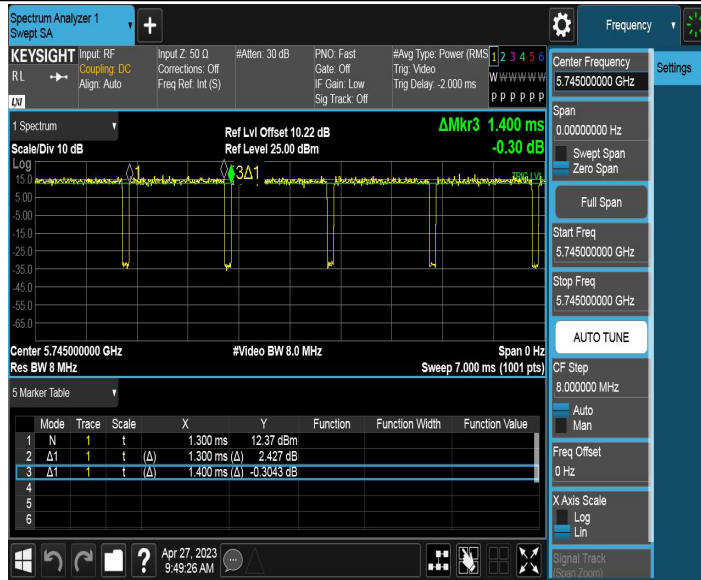 Spectrum Analyzer 1
Swept SA
+
Frequency
KEYSIGHT
RL
LXI
Input: RF
Coupling: DC
Align: Auto
Input Z: 50 Ω
Corrections: Off
Freq Ref: Int (S)
#Atten: 30 dB
PNO: Fast
Gate: Off
IF Gain: Low
Sig Track: Off
#Avg Type: Power (RMS
Trig: Video
Trig Delay: -2.000 ms
1 2 3 4 5 6
W W W W W W
P P P P P P
Center Frequency
5.745000000 GHz
Settings
Span
0.00000000 Hz
Swept Span
Zero Span
Full Span
Start Freq
5.745000000 GHz
Stop Freq
5.745000000 GHz
AUTO TUNE
CF Step
8.000000 MHz
Auto
Man
Freq Offset
0 Hz
X Axis Scale
Log
Lin
Signal Track
(Span Zoom)
1 Spectrum
Scale/Div 10 dB
Ref Lvl Offset 10.22 dB
Ref Level 25.00 dBm
ΔMkr3 1.400 ms
-0.30 dB
Log
15.0
5.00
-5.00
-15.0
-25.0
-35.0
-45.0
-55.0
-65.0
1
3Δ1
TRIG LVL
Center 5.745000000 GHz
#Video BW 8.0 MHz
Span 0 Hz
Res BW 8 MHz
Sweep 7.000 ms (1001 pts)
5 Marker Table
Mode Trace Scale X Y Function Function Width Function Value
1 N 1 t 1.300 ms 12.37 dBm
2 Δ1 1 t (Δ) 1.300 ms (Δ) 2.427 dB
3 Δ1 1 t (Δ) 1.400 ms (Δ) -0.3043 dB
4
5
6
?
Apr 27, 2023
9:49:26 AM